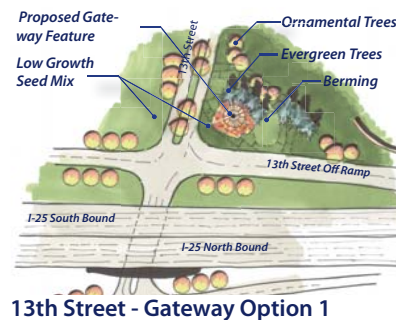 Proposed Gate-
way Feature
Low Growth
Seed Mix
13th Street
Ornamental Trees
Evergreen Trees
Berming
13th Street Off Ramp
I-25 South Bound
I-25 North Bound
13th Street - Gateway Option 1